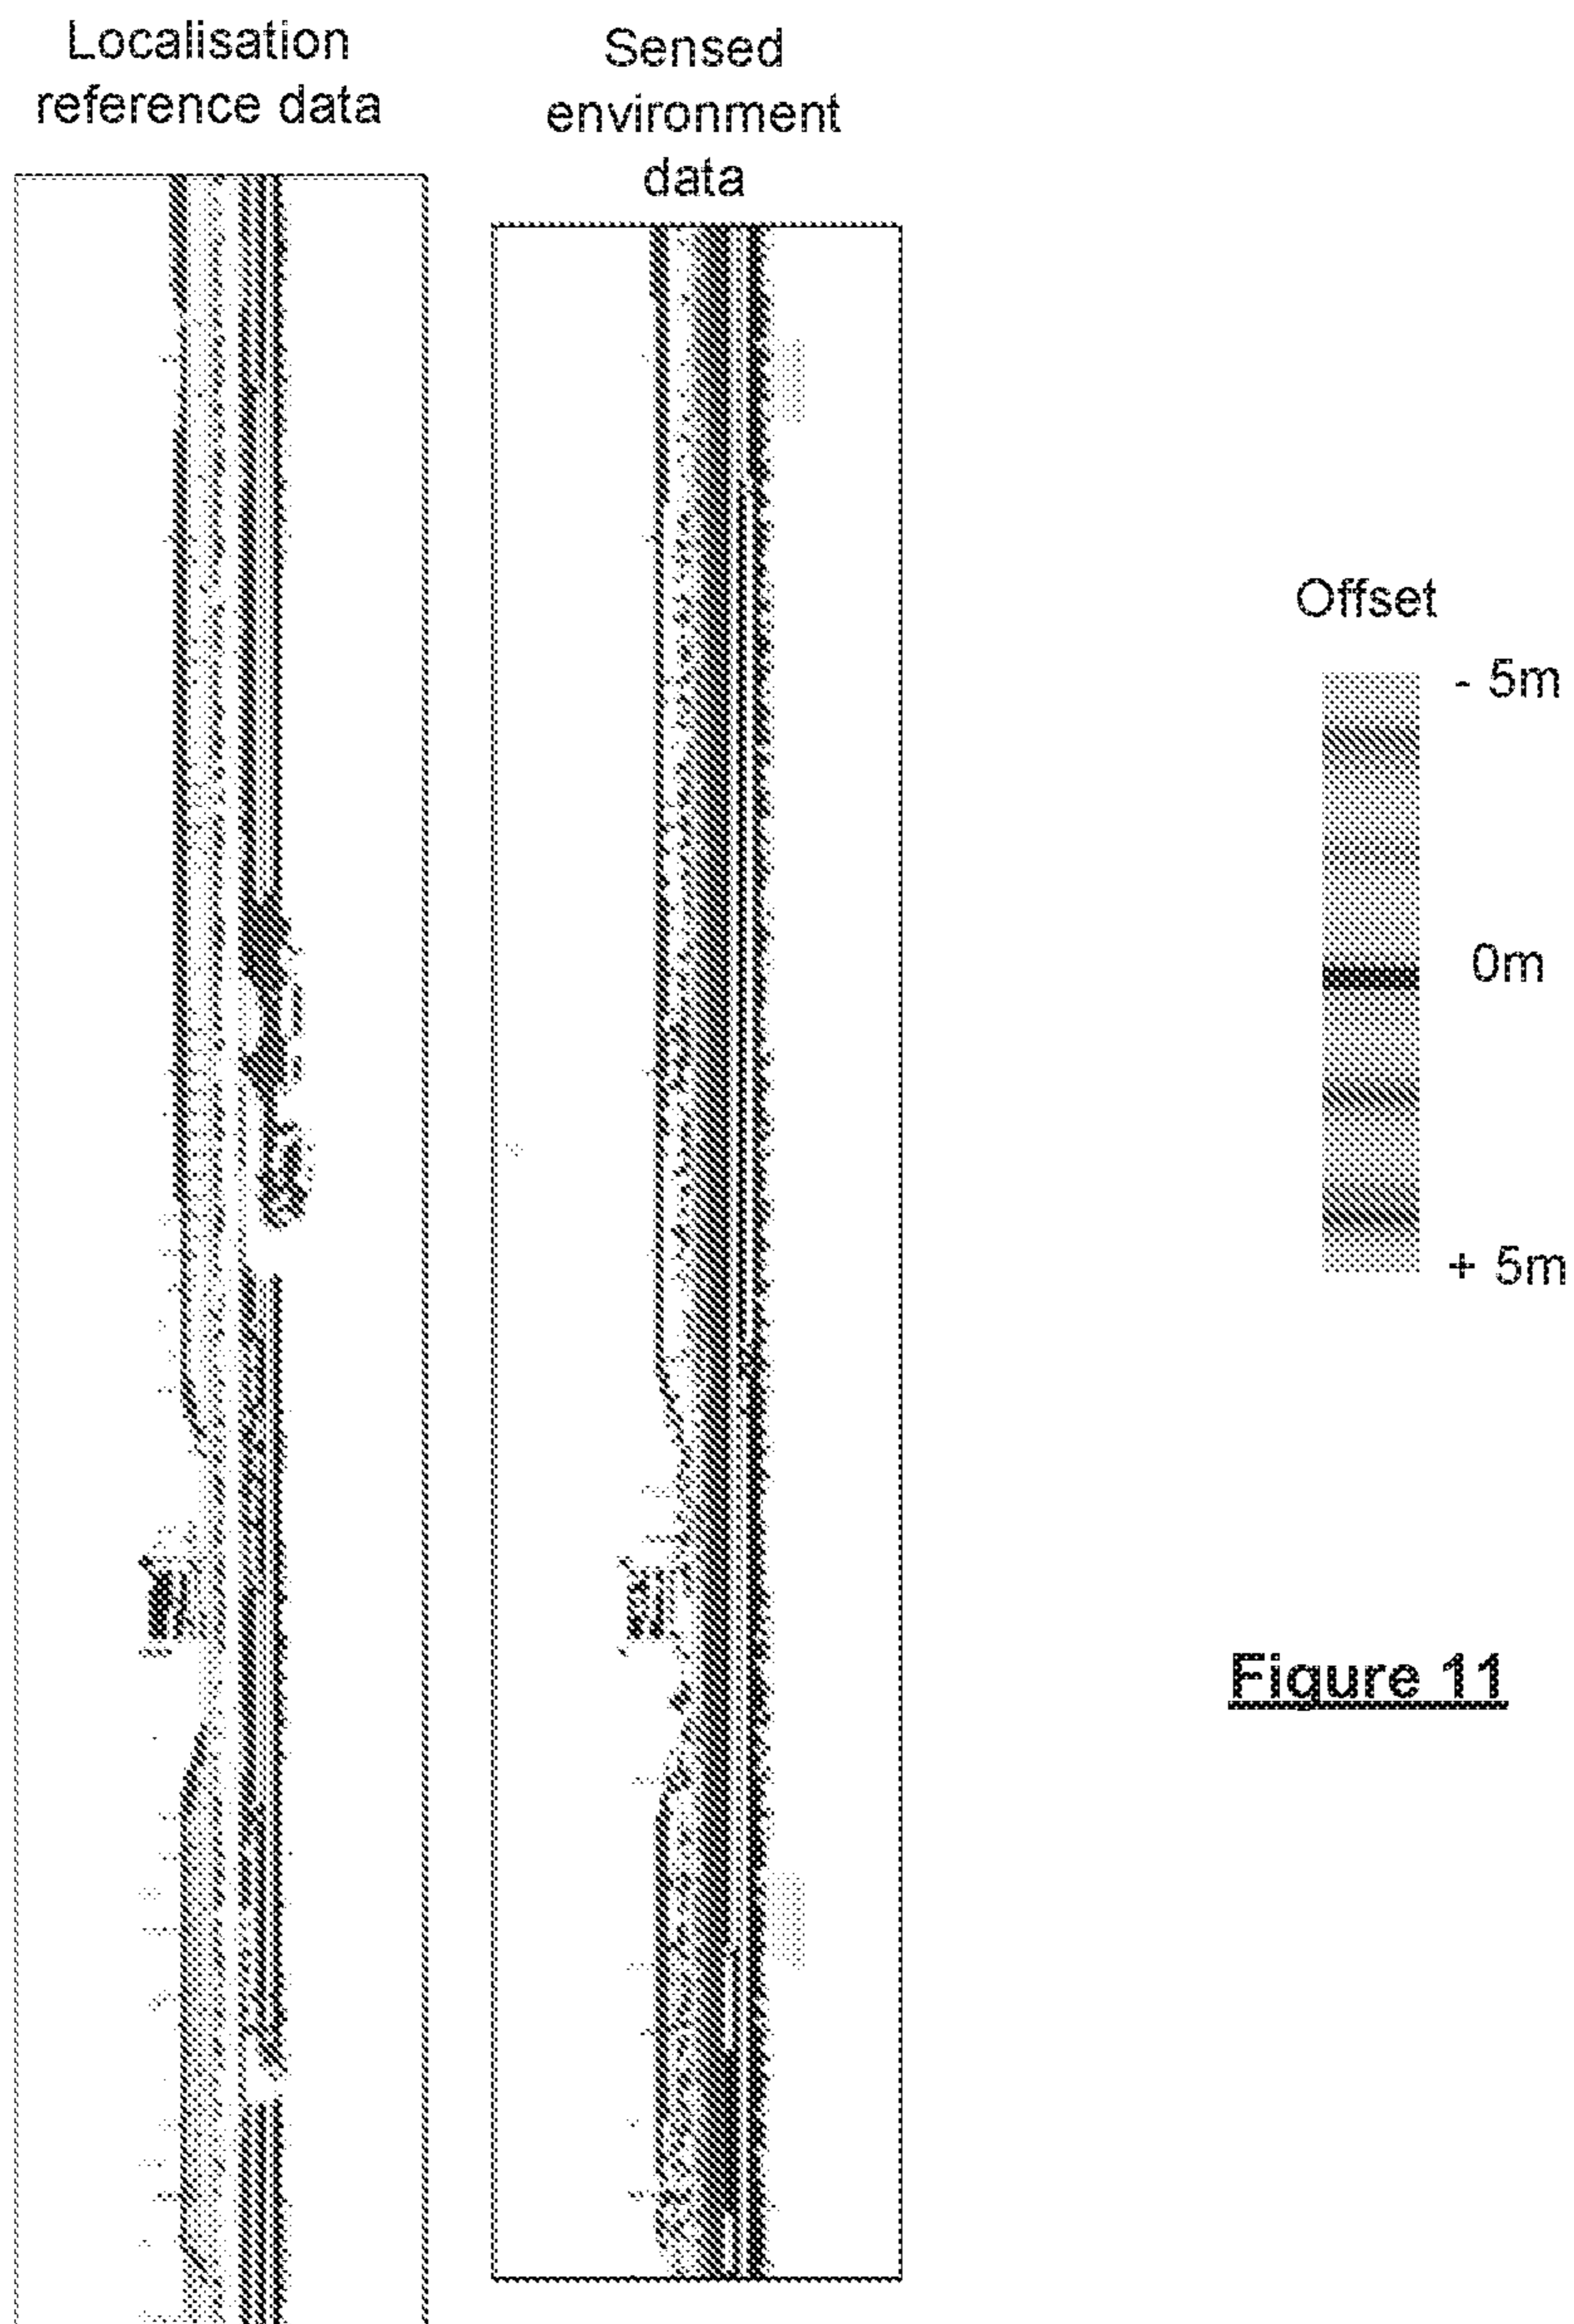 Localisation
reference data
Sensed
environment
data
Offset
- 5m
0m
+ 5m
Figure 11